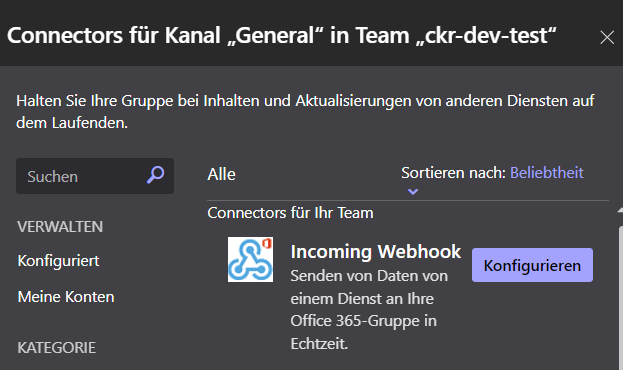 Connectors für Kanal „General“ in Team „ckr-dev-test“
Halten Sie Ihre Gruppe bei Inhalten und Aktualisierungen von anderen Diensten auf
dem Laufenden.
Suchen
Alle
Sortieren nach: Beliebtheit
VERWALTEN
Konfiguriert
Meine Konten
KATEGORIE
Connectors für Ihr Team
Incoming Webhook
Senden von Daten von
einem Dienst an Ihre
Office 365-Gruppe in
Echtzeit.
Konfigurieren